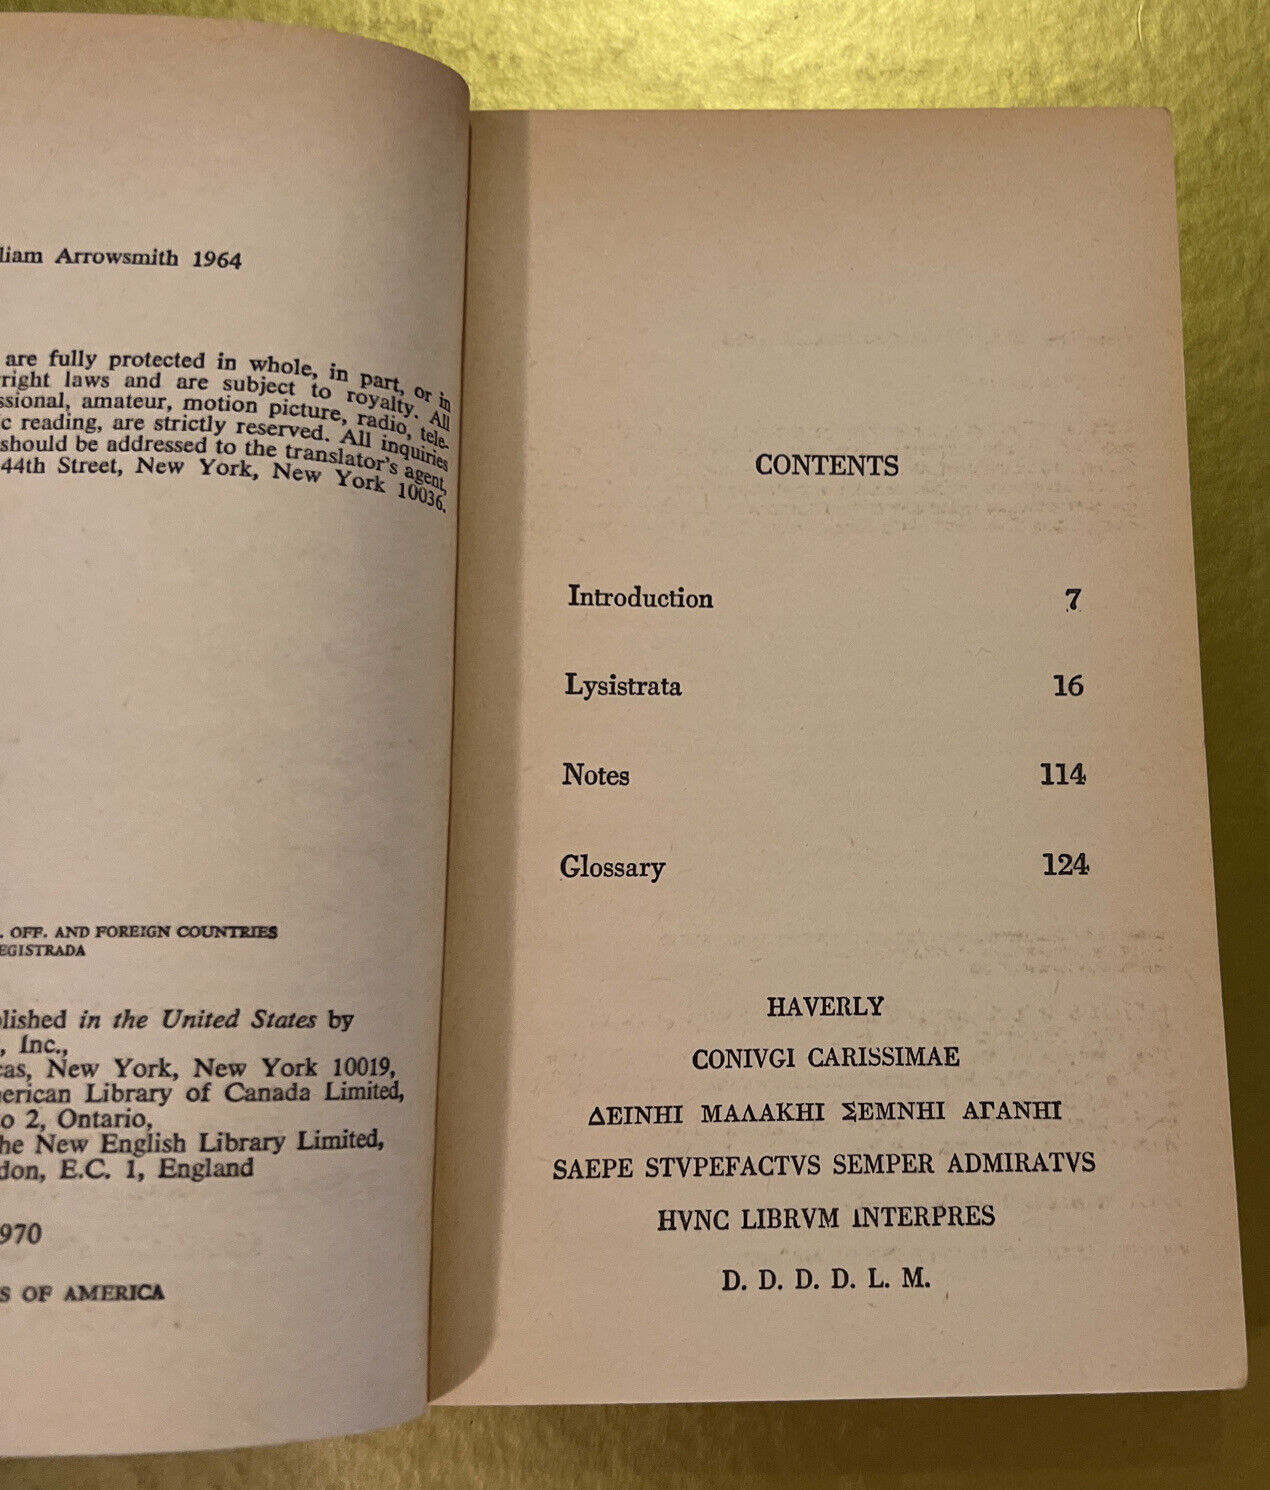 liam Arrowsmith 1964
are fully protected in whole, in part, or in
right laws and are subject to royalty. All
ssional, amateur, motion picture, radio, tele-
c reading, are strictly reserved. All inquiries
should be addressed to the translator's agent,
44th Street, New York, New York 10036.
. OFF. AND FOREIGN COUNTRIES
EGISTRADA
lished in the United States by
, Inc.,
cas, New York, New York 10019,
erican Library of Canada Limited,
o 2, Ontario,
he New English Library Limited,
don, E.C. 1, England
970
S OF AMERICA
CONTENTS
Introduction 7
Lysistrata 16
Notes 114
Glossary 124
HAVERLY
CONIVGI CARISSIMAE
ΔΕΙΝΗΙ ΜΑΛΑΚΗΙ ΣΕΜΝΗΙ ΑΓΑΝΗΙ
SAEPE STVPEFACTVS SEMPER ADMIRATVS
HVNC LIBRVM INTERPRES
D. D. D. D. L. M.